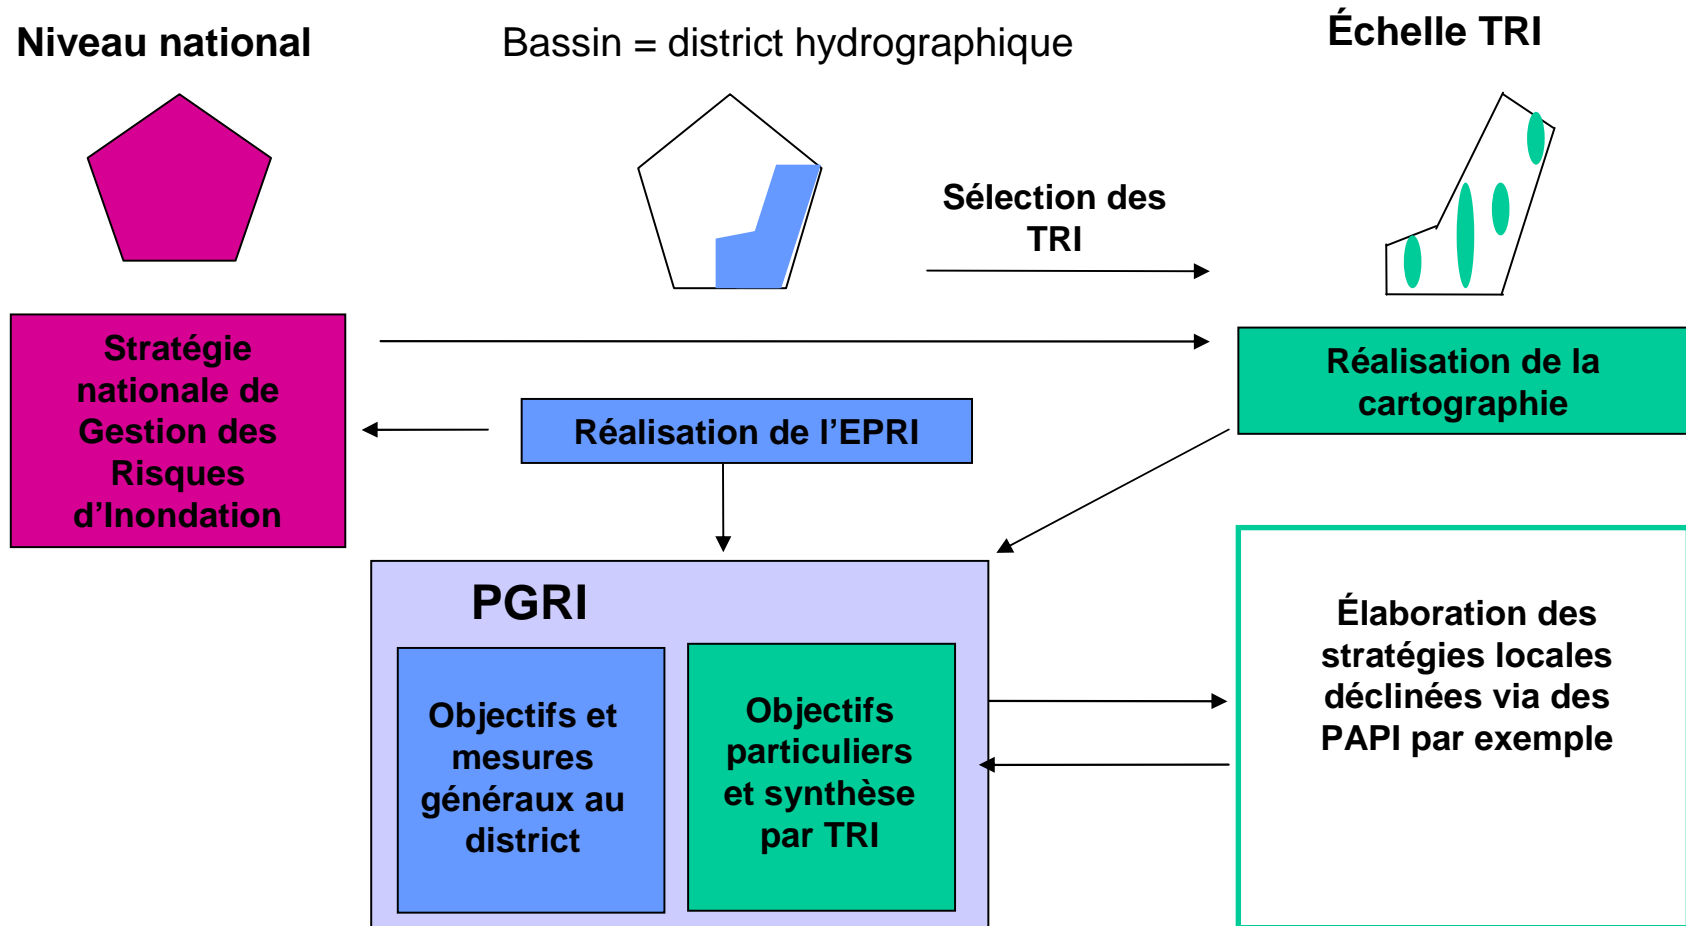 Niveau national
Bassin = district hydrographique
Échelle TRI
Sélection des
TRI
Stratégie
nationale de
Gestion des
Risques
d’Inondation
Réalisation de l’EPRI
Réalisation de la
cartographie
PGRI
Objectifs et
mesures
généraux au
district
Objectifs
particuliers
et synthèse
par TRI
Élaboration des
stratégies locales
déclinées via des
PAPI par exemple